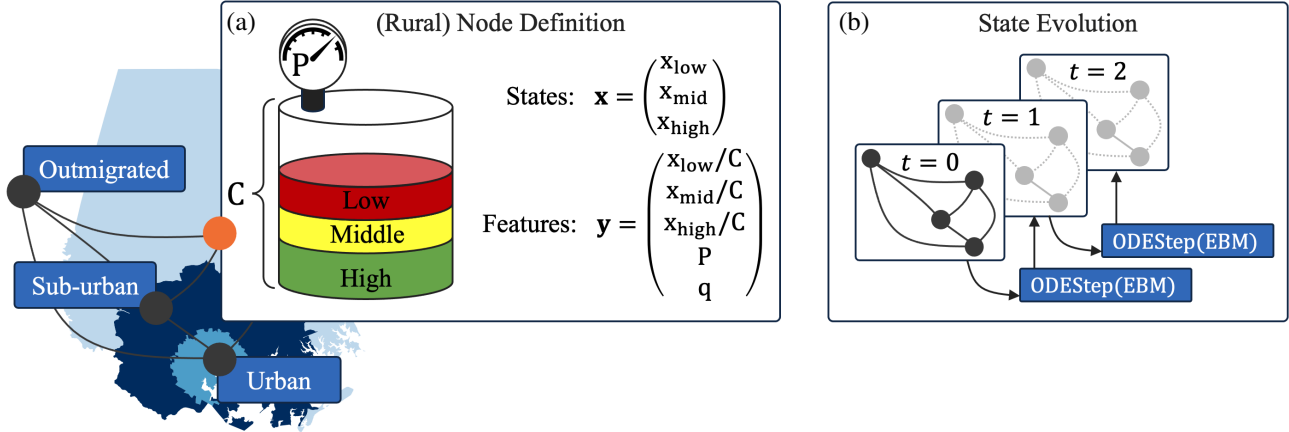 (a) (Rural) Node Definition
P
C
Low
Middle
High
States: x = (x_low
x_mid
x_high)
Features: y = (x_low/C
x_mid/C
x_high/C
P
q)
Outmigrated
Sub-urban
Urban
(b) State Evolution
t = 2
t = 1
t = 0
ODEStep(EBM)
ODEStep(EBM)